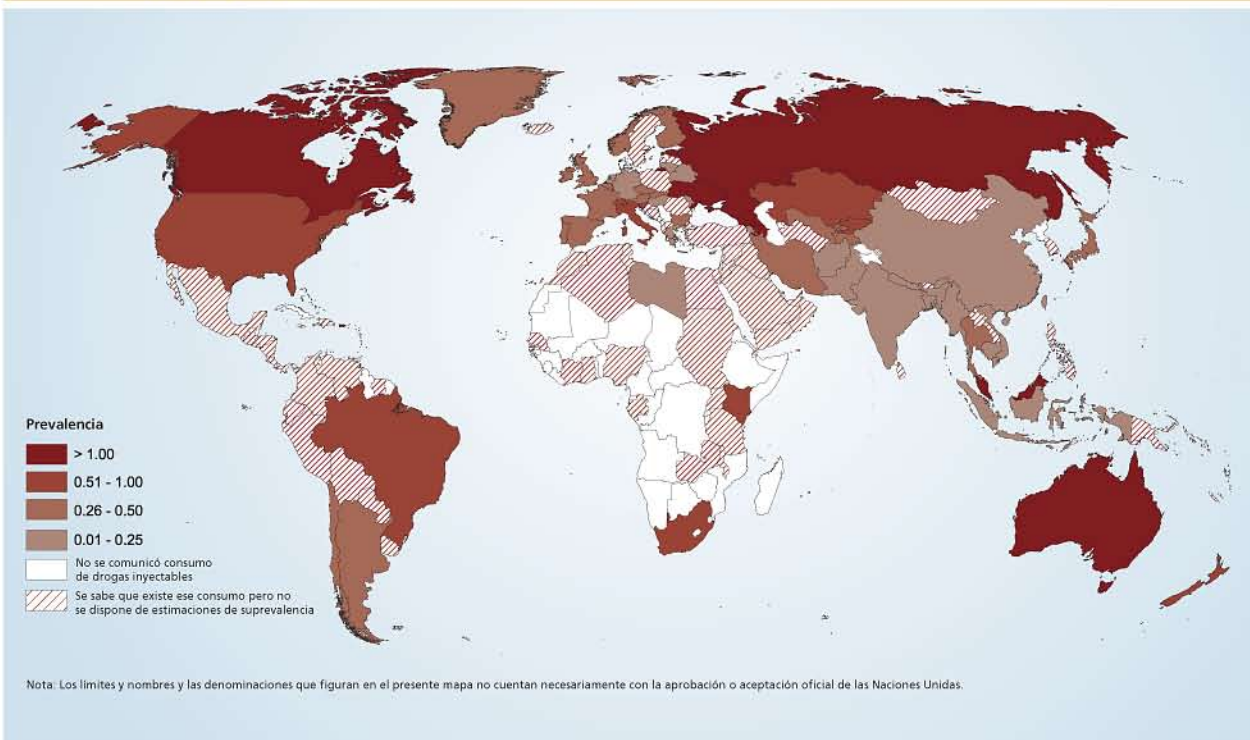 Prevalencia
> 1.00
0.51 - 1.00
0.26 - 0.50
0.01 - 0.25
No se comunicó consumo
de drogas inyectables
Se sabe que existe ese consumo pero no
se dispone de estimaciones de suprevalencia
Nota: Los límites y nombres y las denominaciones que figuran en el presente mapa no cuentan necesariamente con la aprobación o aceptación oficial de las Naciones Unidas.